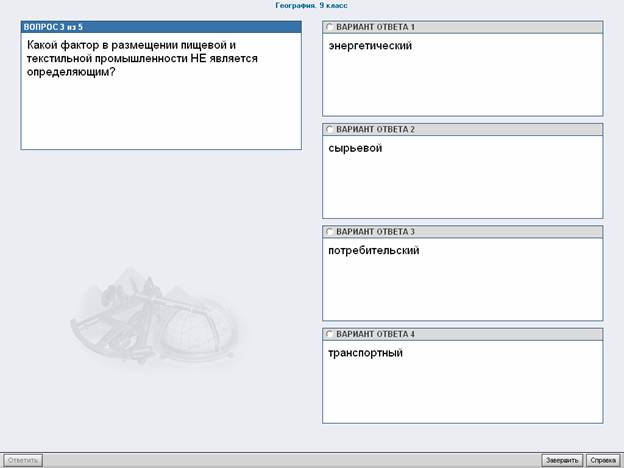 География. 9 класс
ВОПРОС 3 из 5
Какой фактор в размещении пищевой и
текстильной промышленности НЕ является
определяющим?
ВАРИАНТ ОТВЕТА 1
энергетический
ВАРИАНТ ОТВЕТА 2
сырьевой
ВАРИАНТ ОТВЕТА 3
потребительский
ВАРИАНТ ОТВЕТА 4
транспортный
Ответить
Завершить
Справка